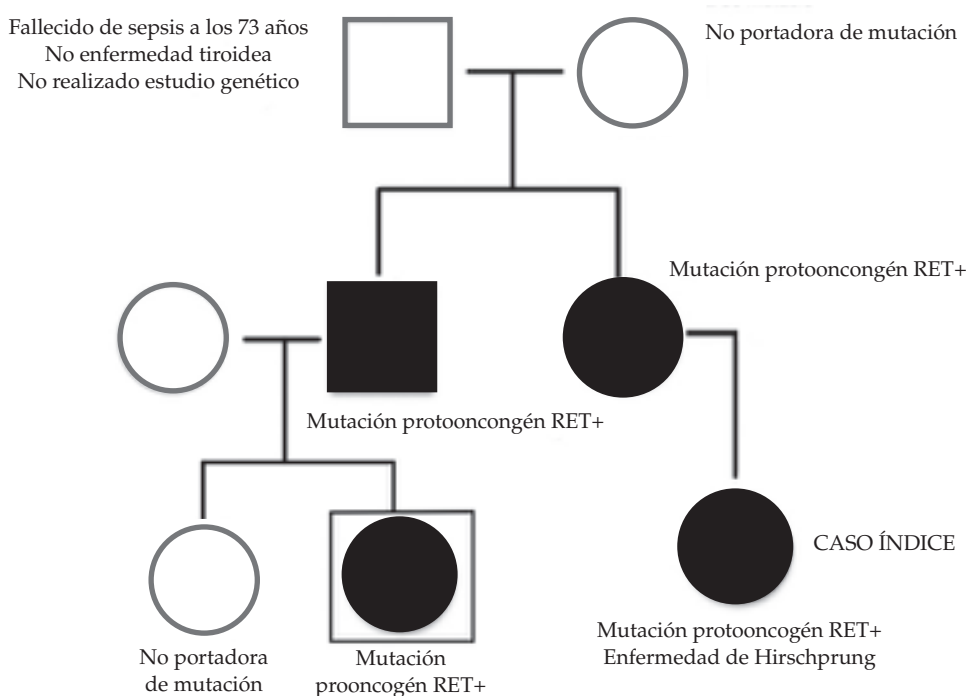 Fallecido de sepsis a los 73 años
No enfermedad tiroidea
No realizado estudio genético
No portadora de mutación
Mutación protooncongén RET+
Mutación protooncongén RET+
CASO ÍNDICE
Mutación protooncogén RET+
Enfermedad de Hirschprung
No portadora
de mutación
Mutación
prooncogén RET+